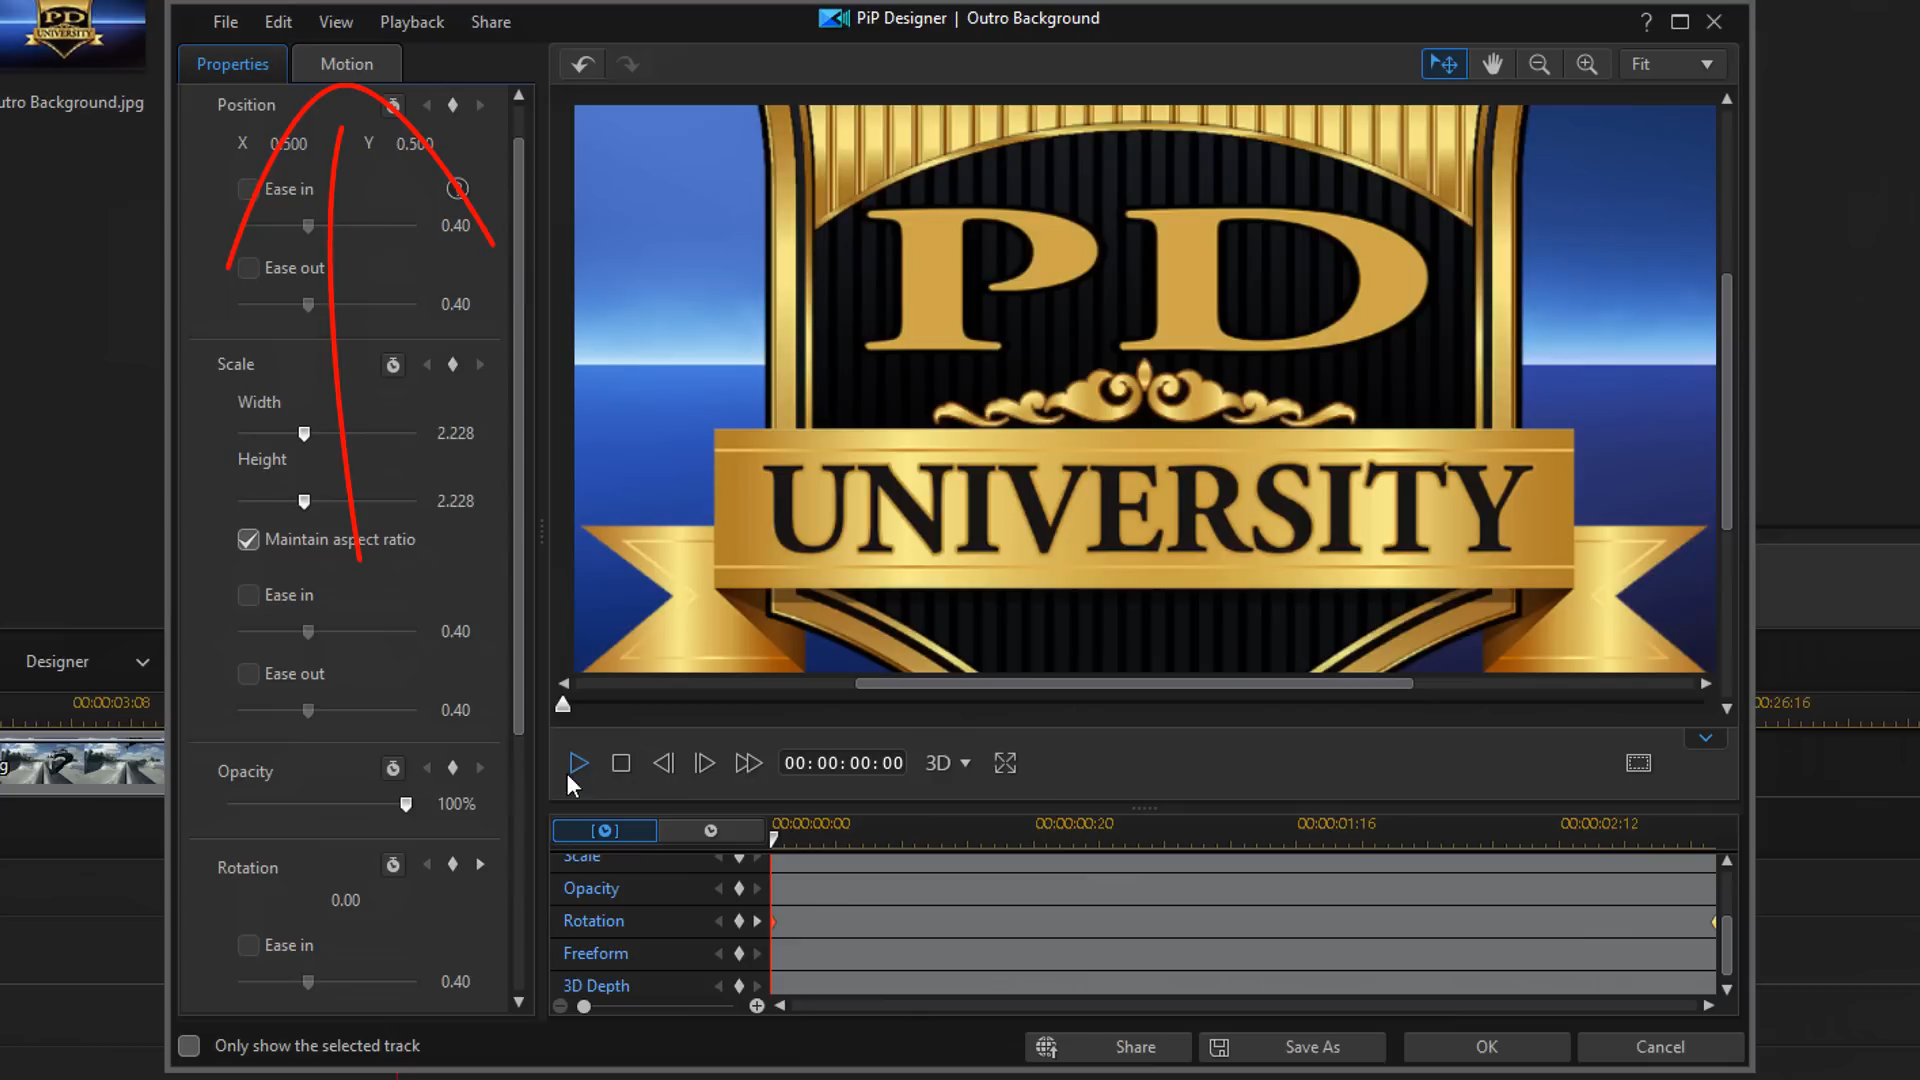 PD
UNIVERSITY
utro Background.jpg
File Edit View Playback Share
PiP Designer | Outro Background
?
Properties Motion
Fit
Position
X 0.500 Y 0.500
Ease in
?
0.40
Ease out
0.40
Scale
Width
2.228
Height
2.228
Maintain aspect ratio
Ease in
0.40
Ease out
0.40
Opacity
100%
Rotation
0.00
Ease in
0.40
PD
UNIVERSITY
00:00:00:00
3D
00:00:00:00 00:00:00:20 00:00:01:16 00:00:02:12
Scale
Opacity
Rotation
Freeform
3D Depth
Only show the selected track
Share Save As OK Cancel
Designer
00:00:03:08
00:26:16
g